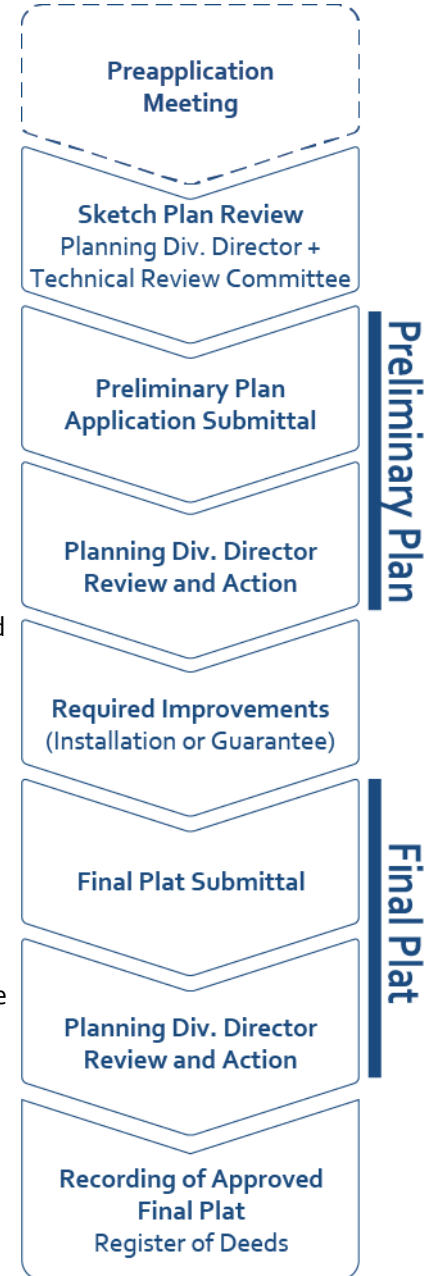 Preapplication
Meeting
Sketch Plan Review
Planning Div. Director +
Technical Review Committee
Preliminary Plan
Preliminary Plan
Application Submittal
Planning Div. Director
Review and Action
d
Required Improvements
(Installation or Guarantee)
Final Plat
Final Plat Submittal
e
Planning Div. Director
Review and Action
Recording of Approved
Final Plat
Register of Deeds